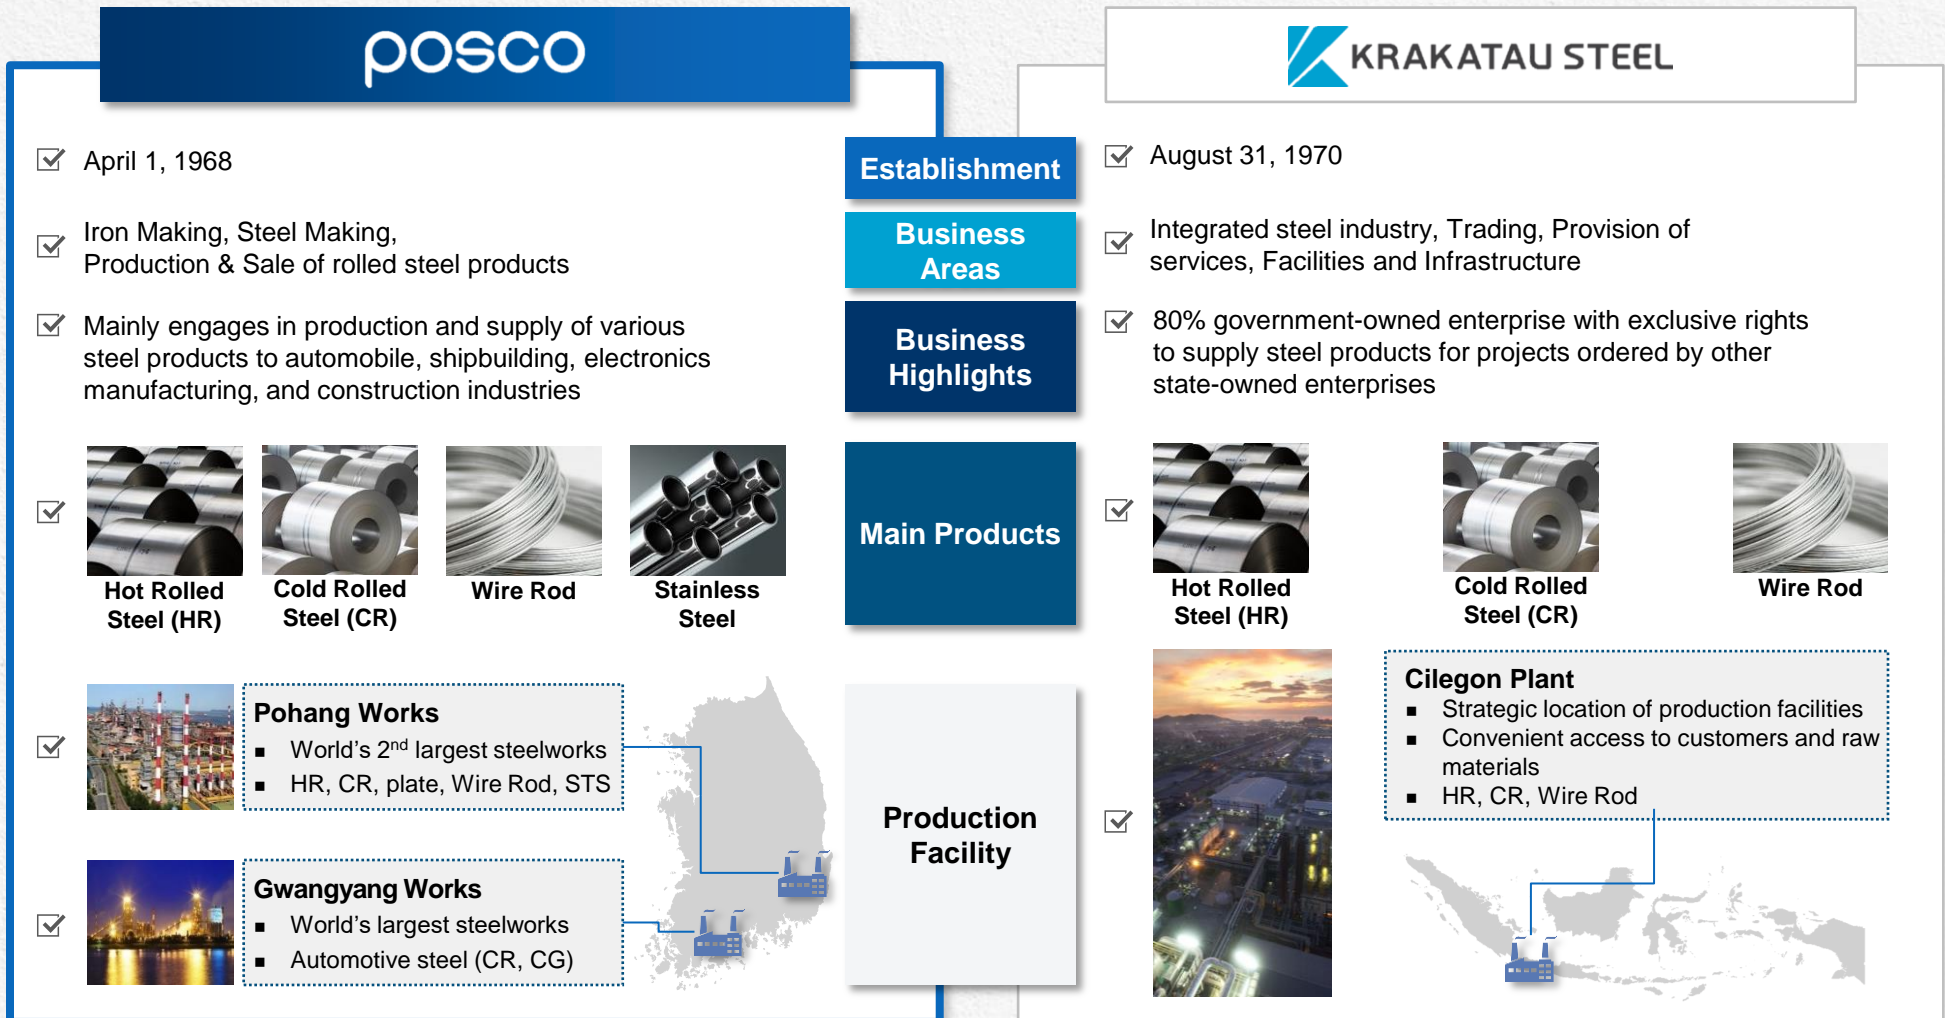 posco
KRAKATAU STEEL
April 1, 1968
Establishment
August 31, 1970
Iron Making, Steel Making,
Production & Sale of rolled steel products
Business
Areas
Integrated steel industry, Trading, Provision of
services, Facilities and Infrastructure
Mainly engages in production and supply of various
steel products to automobile, shipbuilding, electronics
manufacturing, and construction industries
Business
Highlights
80% government-owned enterprise with exclusive rights
to supply steel products for projects ordered by other
state-owned enterprises
Hot Rolled
Steel (HR)
Cold Rolled
Steel (CR)
Wire Rod
Stainless
Steel
Main Products
Hot Rolled
Steel (HR)
Cold Rolled
Steel (CR)
Wire Rod
Pohang Works
■ World's 2nd largest steelworks
■ HR, CR, plate, Wire Rod, STS
Gwangyang Works
■ World's largest steelworks
■ Automotive steel (CR, CG)
Production
Facility
Cilegon Plant
■ Strategic location of production facilities
■ Convenient access to customers and raw
materials
■ HR, CR, Wire Rod